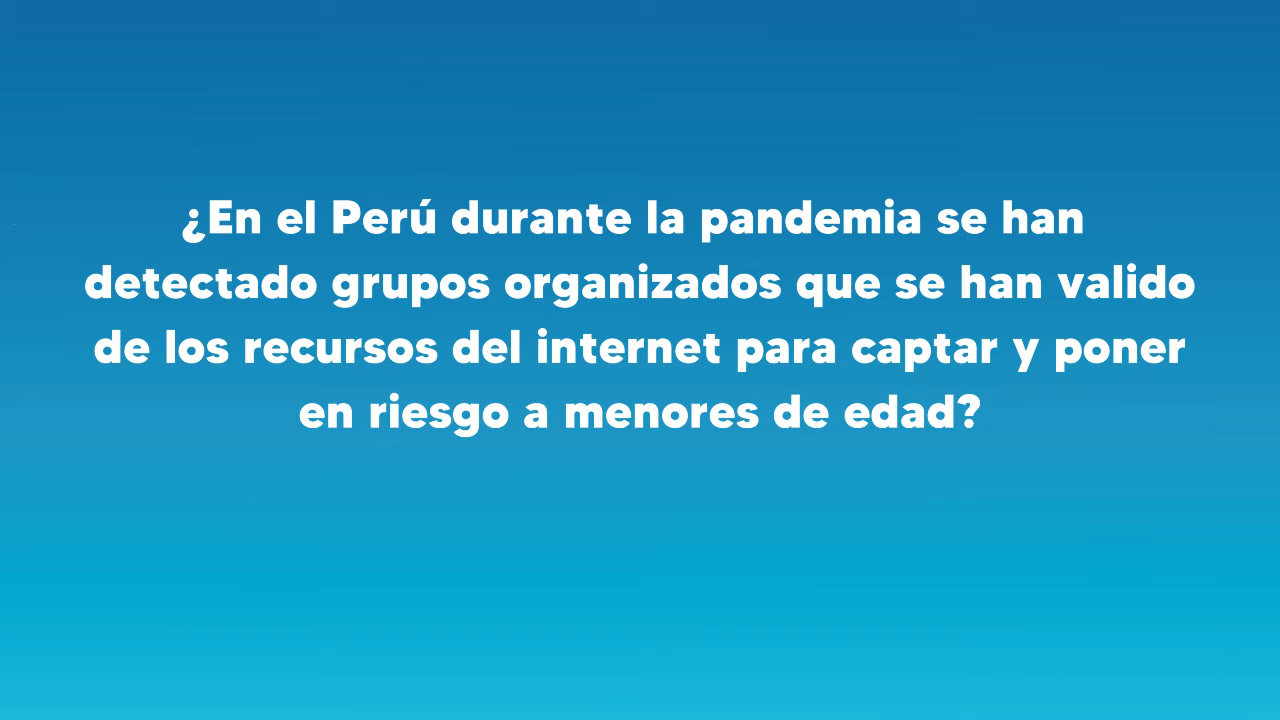 ¿En el Perú durante la pandemia se han
detectado grupos organizados que se han valido
de los recursos del internet para captar y poner
en riesgo a menores de edad?